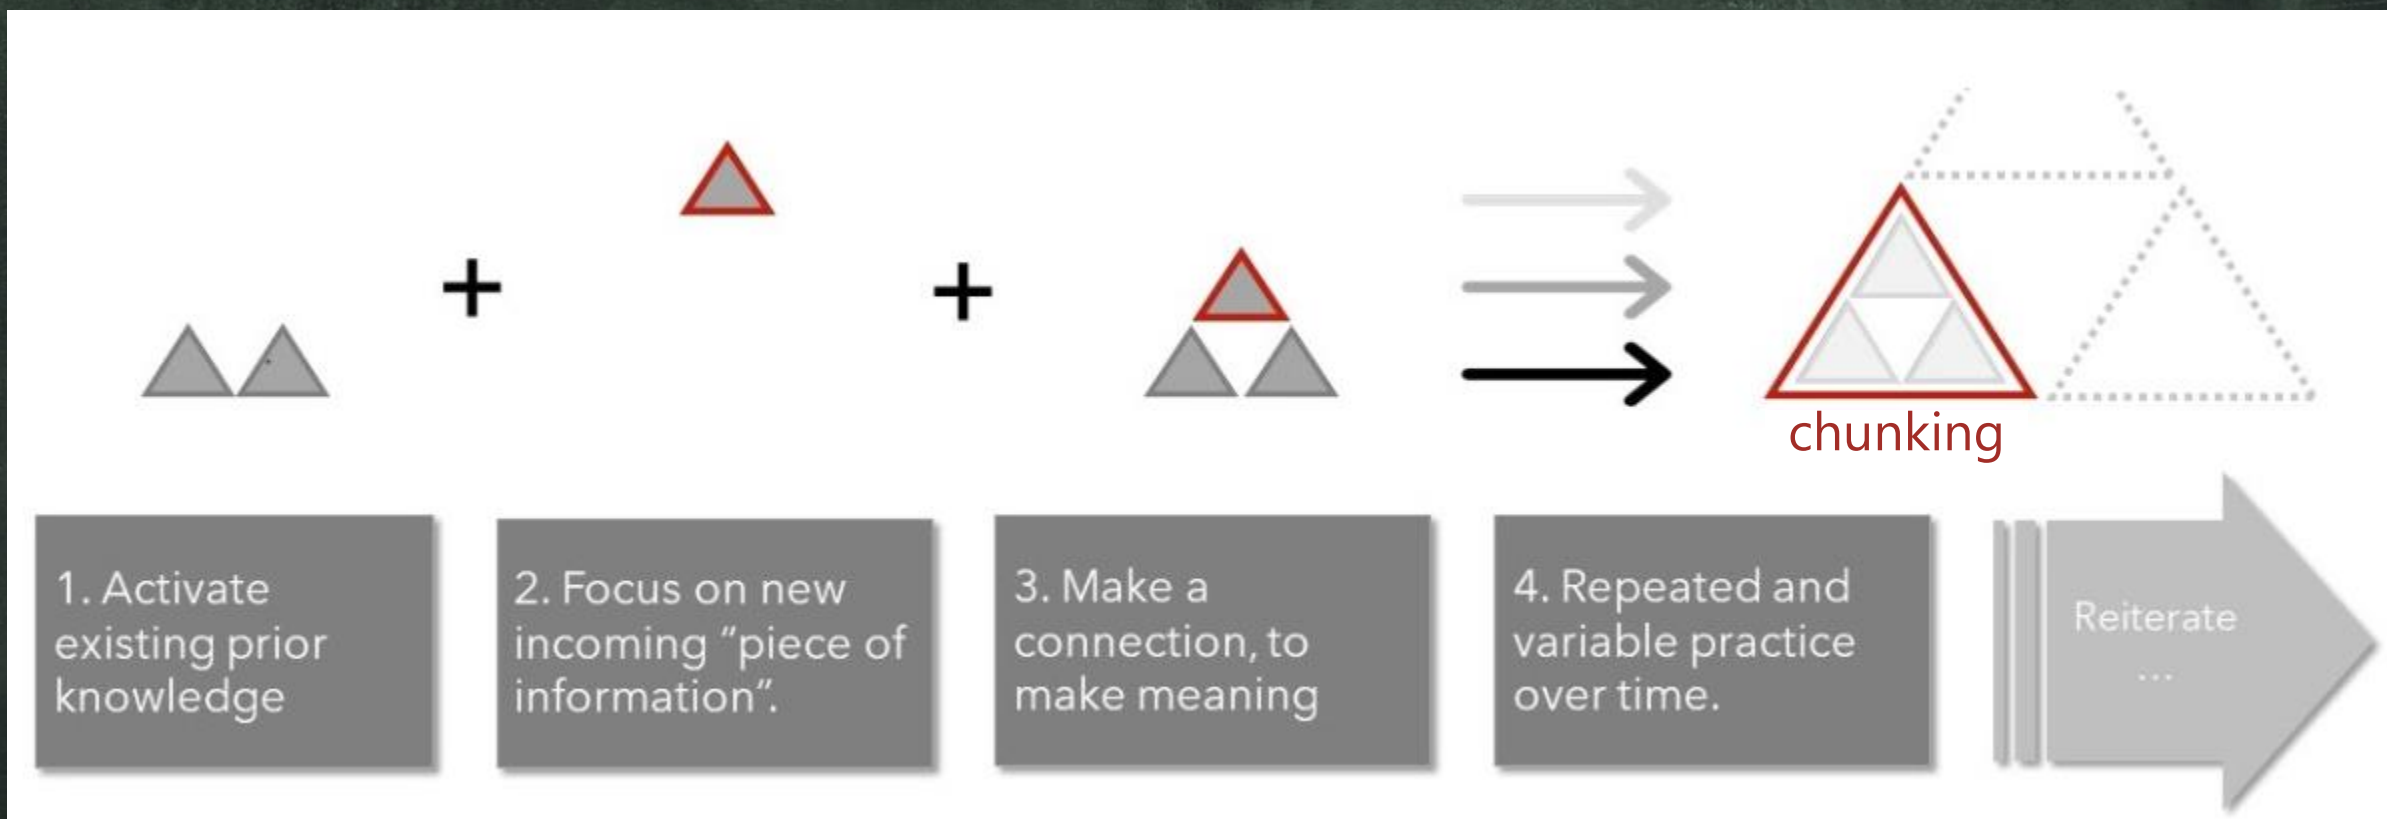 chunking
1. Activate
existing prior
knowledge
2. Focus on new
incoming “piece of
information”.
3. Make a
connection, to
make meaning
4. Repeated and
variable practice
over time.
Reiterate
...